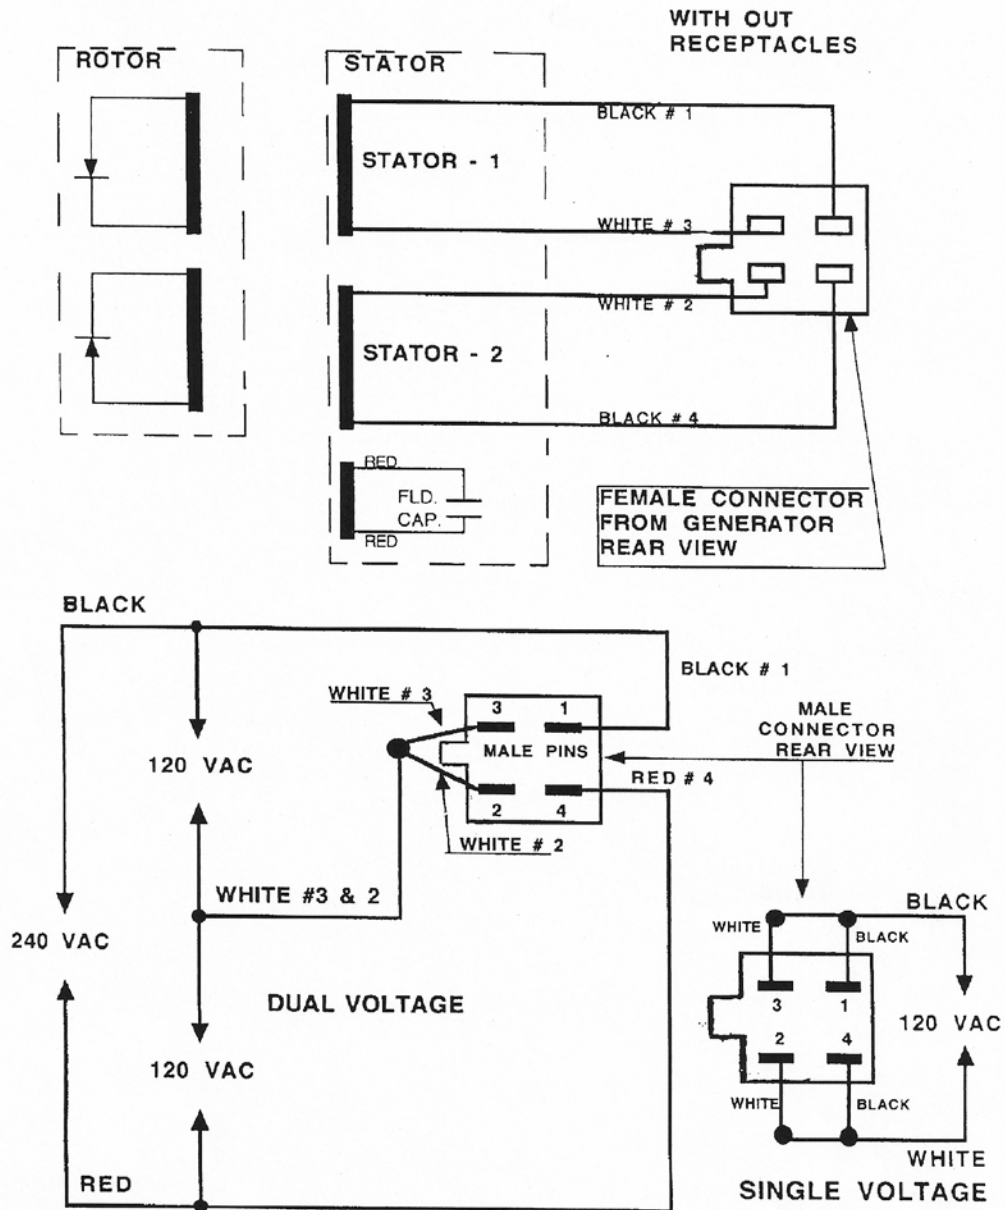 WITH OUT
RECEPTACLES
ROTOR
STATOR
BLACK # 1
STATOR - 1
WHITE # 3
WHITE # 2
STATOR - 2
BLACK # 4
RED
FLD.
CAP.
RED
FEMALE CONNECTOR
FROM GENERATOR
REAR VIEW
BLACK
BLACK # 1
WHITE # 3
3 1
MALE PINS
2 4
MALE
CONNECTOR
REAR VIEW
120 VAC
RED # 4
WHITE # 2
WHITE #3 & 2
240 VAC
DUAL VOLTAGE
120 VAC
RED
BLACK
WHITE
BLACK
3 1
2 4
120 VAC
WHITE
BLACK
WHITE
SINGLE VOLTAGE